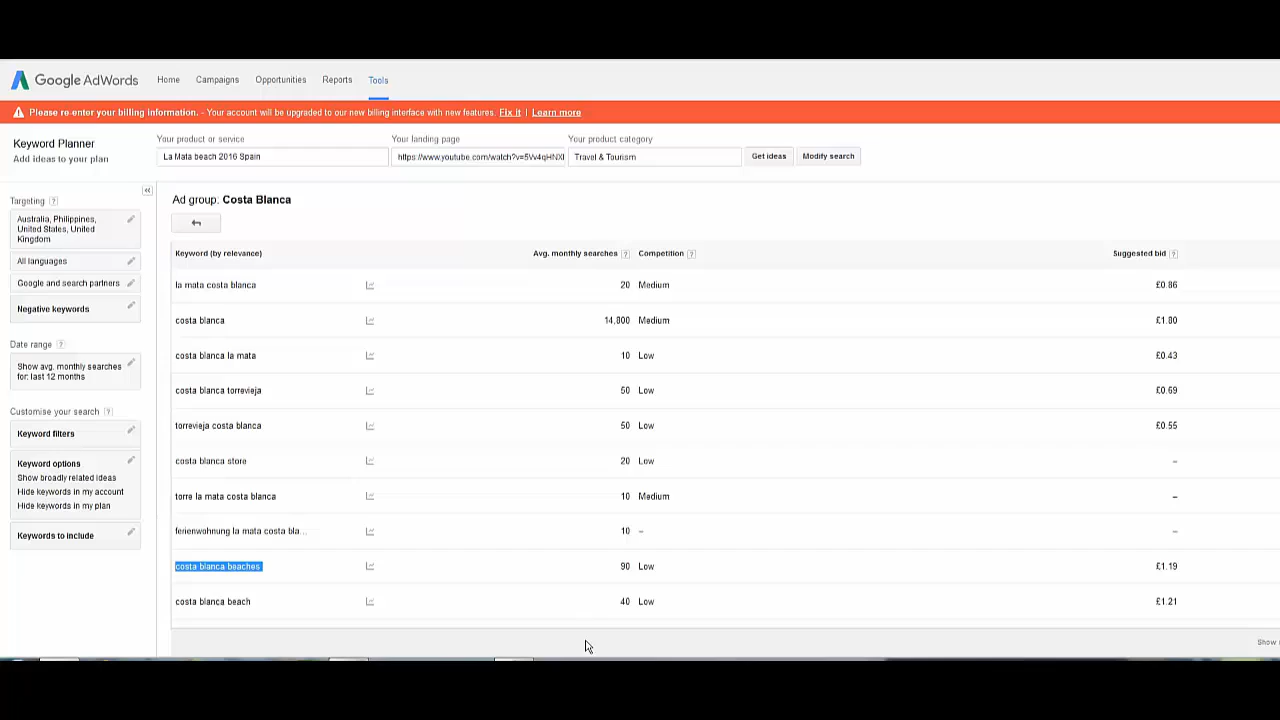 Google AdWords Home Campaigns Opportunities Reports Tools
Please re-enter your billing information. - Your account will be upgraded to our new billing interface with new features. Fix it | Learn more
Keyword Planner
Add ideas to your plan
Your product or service Your landing page Your product category
La Mata beach 2016 Spain https://www.youtube.com/watch?v=5Vv4qHNXI Travel & Tourism Get ideas Modify search
Targeting ?
Australia, Philippines,
United States, United
Kingdom
All languages
Google and search partners
Negative keywords
Date range ?
Show avg. monthly searches
for: last 12 months
Customise your search ?
Keyword filters
Keyword options
Show broadly related ideas
Hide keywords in my account
Hide keywords in my plan
Keywords to include
«
Ad group: Costa Blanca
Keyword (by relevance) Avg. monthly searches ? Competition ? Suggested bid ?
la mata costa blanca 20 Medium £0.86
costa blanca 14,800 Medium £1.80
costa blanca la mata 10 Low £0.43
costa blanca torrevieja 50 Low £0.69
torrevieja costa blanca 50 Low £0.55
costa blanca store 20 Low –
torre la mata costa blanca 10 Medium –
ferienwohnung la mata costa bla... 10 – –
costa blanca beaches 90 Low £1.19
costa blanca beach 40 Low £1.21
Show